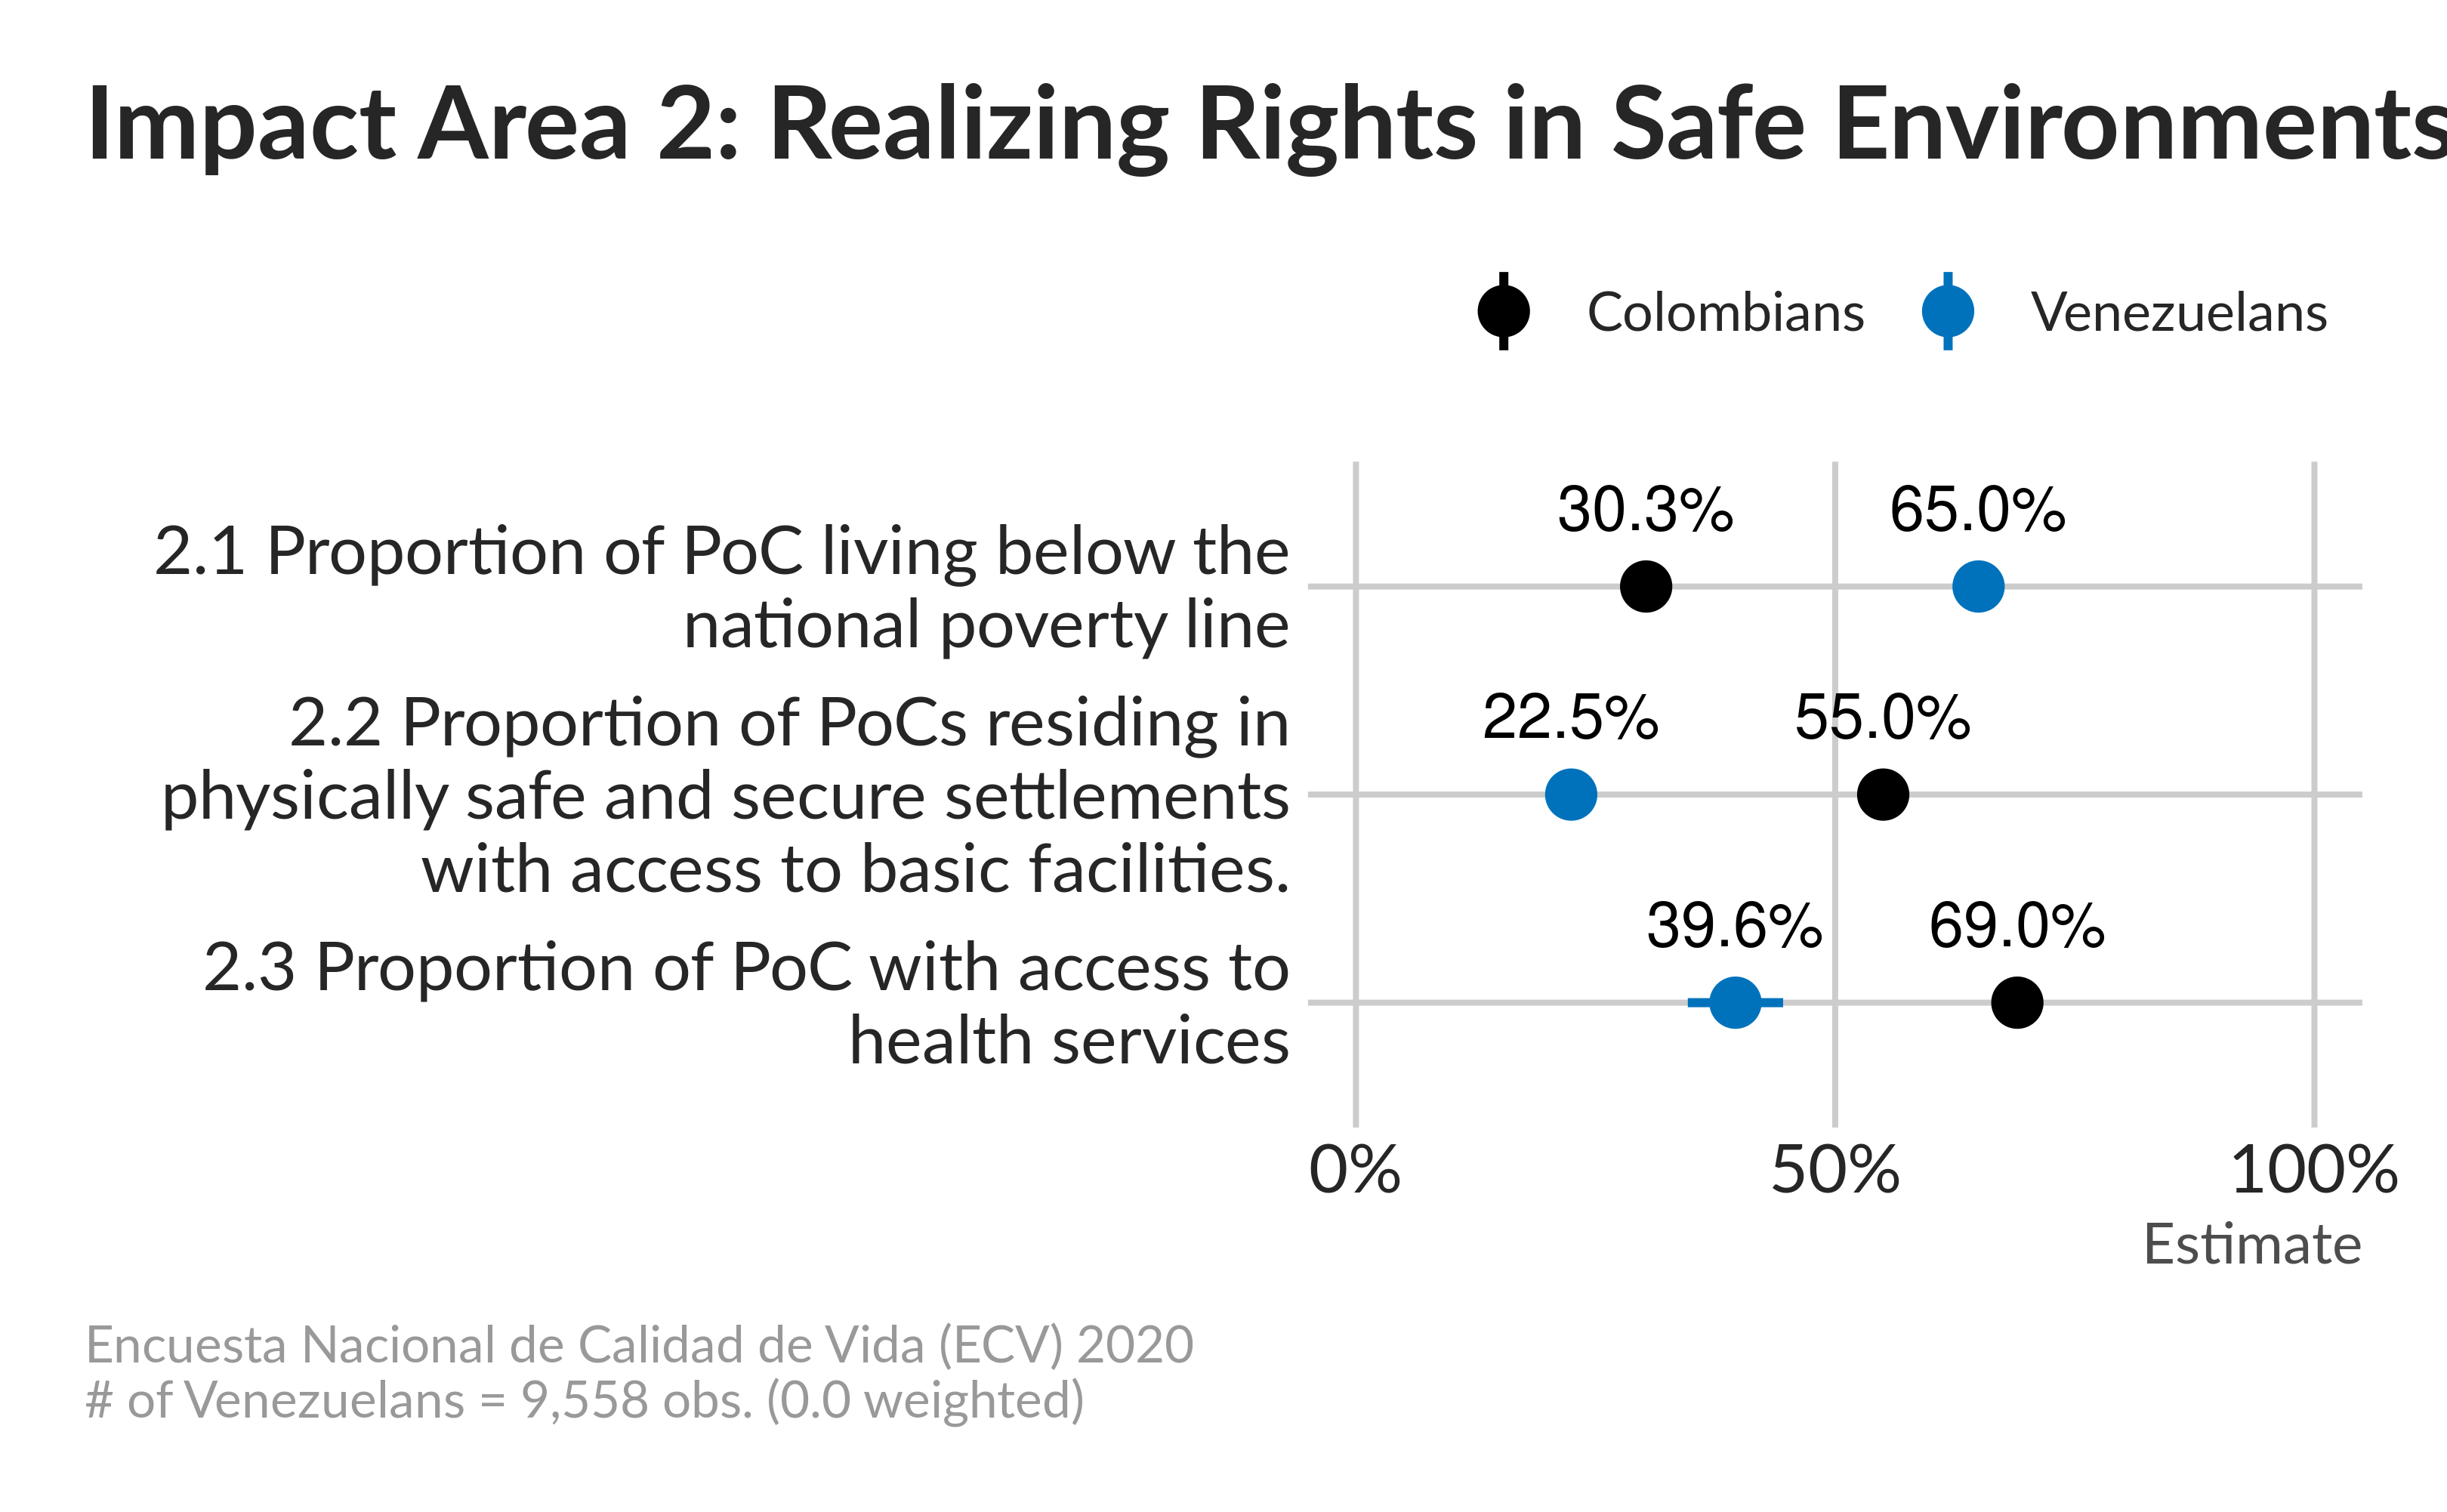 Impact Area 2: Realizing Rights in Safe Environments
Colombians Venezuelans
30.3% 65.0%
2.1 Proportion of PoC living below the
national poverty line
22.5% 55.0%
2.2 Proportion of PoCs residing in
physically safe and secure settlements
with access to basic facilities.
39.6% 69.0%
2.3 Proportion of PoC with access to
health services
0% 50% 100%
Estimate
Encuesta Nacional de Calidad de Vida (ECV) 2020
# of Venezuelans = 9,558 obs. (0.0 weighted)